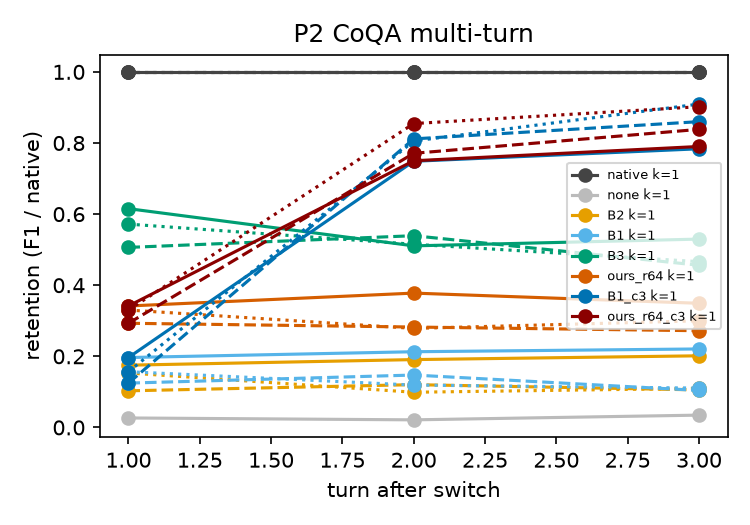 P2 CoQA multi-turn
retention (F1 / native)
1.0
0.8
0.6
0.4
0.2
0.0
native k=1
none k=1
B2 k=1
B1 k=1
B3 k=1
ours_r64 k=1
B1_c3 k=1
ours_r64_c3 k=1
1.00 1.25 1.50 1.75 2.00 2.25 2.50 2.75 3.00
turn after switch